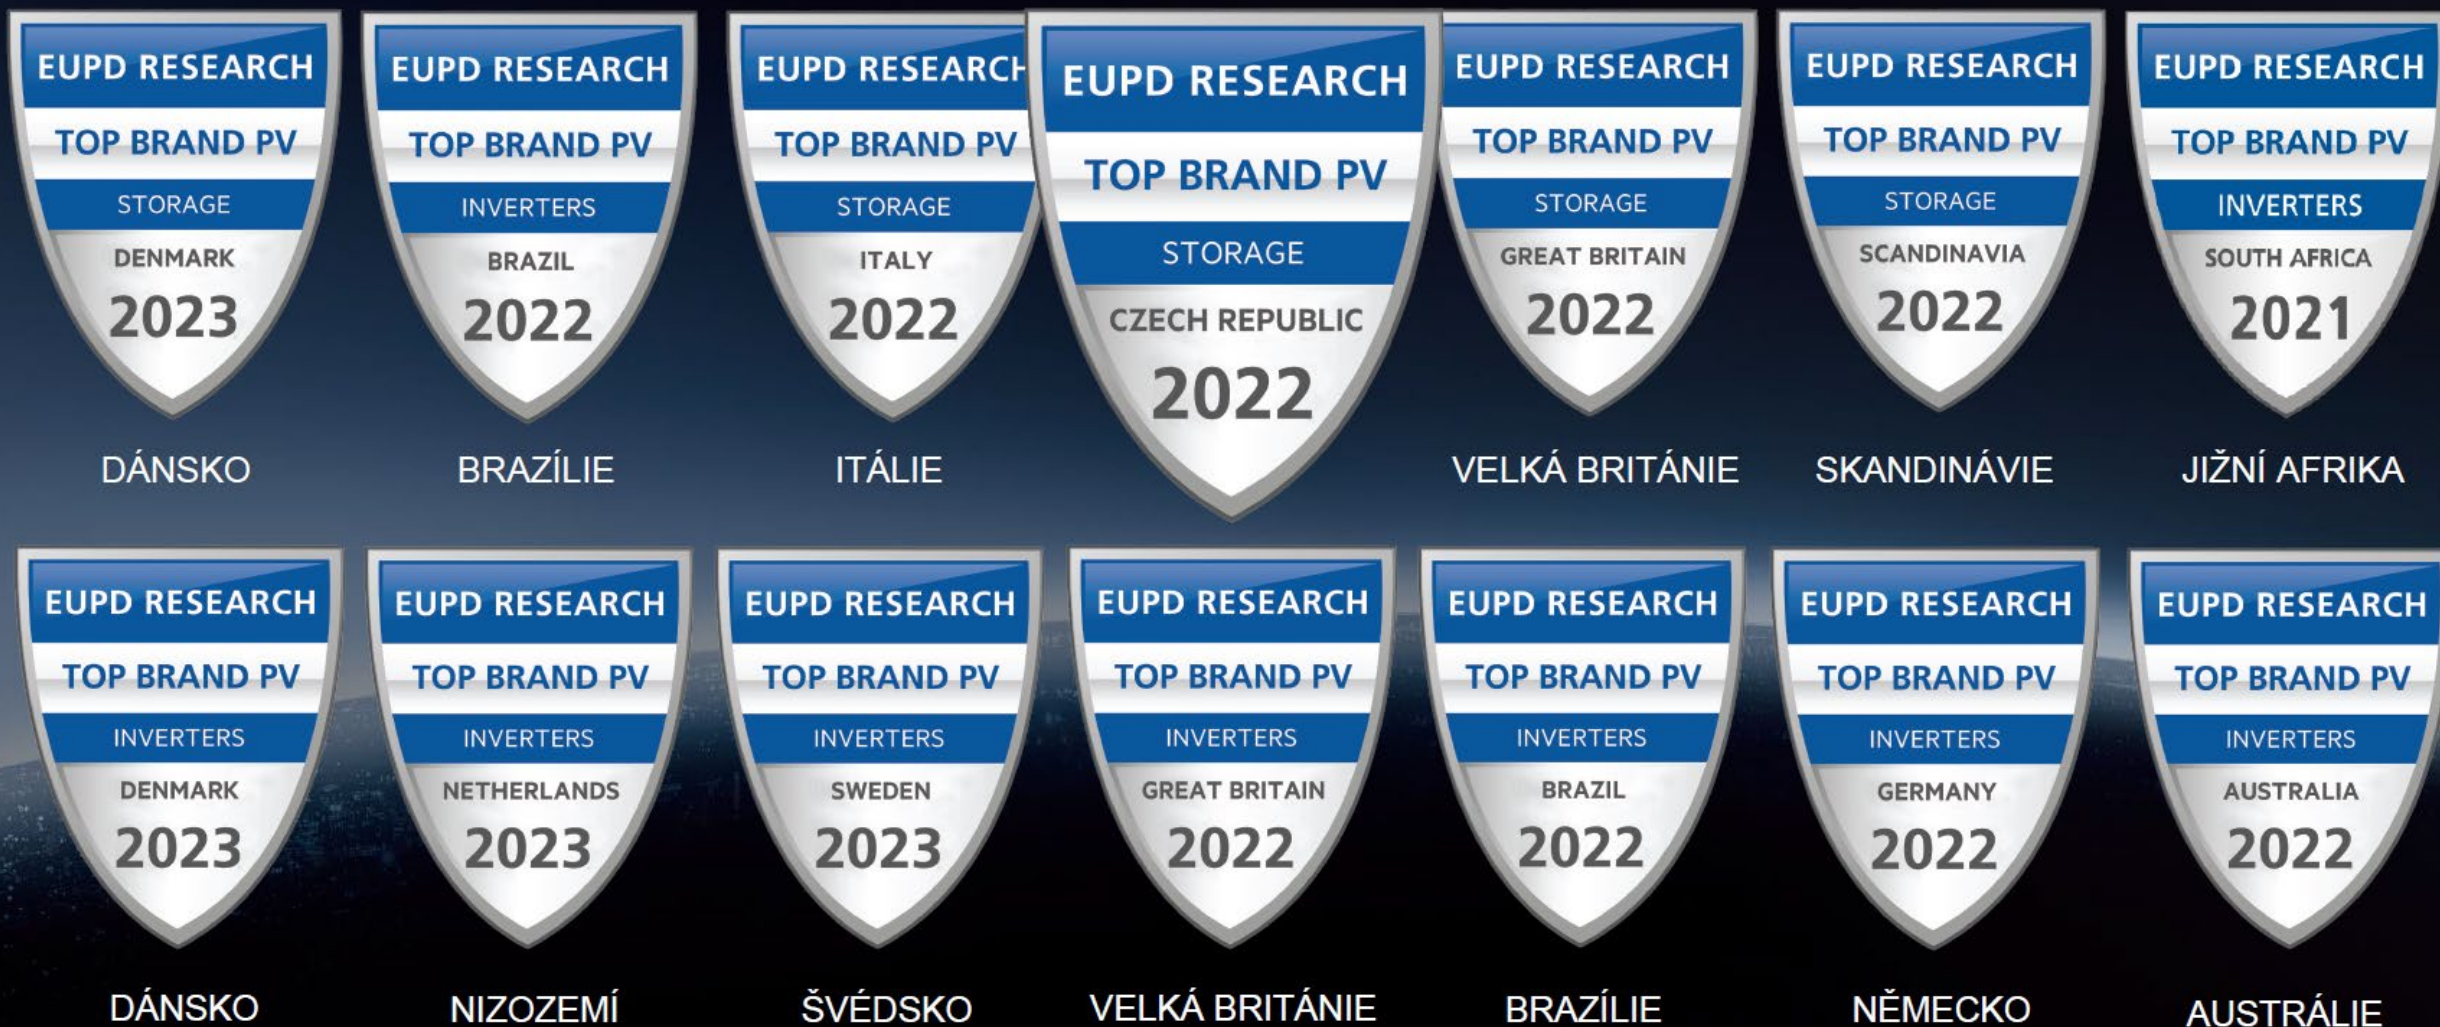 EUPD RESEARCH
TOP BRAND PV
STORAGE
DENMARK
2023
DÁNSKO
EUPD RESEARCH
TOP BRAND PV
INVERTERS
BRAZIL
2022
BRAZÍLIE
EUPD RESEARCH
TOP BRAND PV
STORAGE
ITALY
2022
ITÁLIE
EUPD RESEARCH
TOP BRAND PV
STORAGE
CZECH REPUBLIC
2022
EUPD RESEARCH
TOP BRAND PV
STORAGE
GREAT BRITAIN
2022
VELKÁ BRITÁNIE
EUPD RESEARCH
TOP BRAND PV
STORAGE
SCANDINAVIA
2022
SKANDINÁVIE
EUPD RESEARCH
TOP BRAND PV
INVERTERS
SOUTH AFRICA
2021
JIŽNÍ AFRIKA
EUPD RESEARCH
TOP BRAND PV
INVERTERS
DENMARK
2023
DÁNSKO
EUPD RESEARCH
TOP BRAND PV
INVERTERS
NETHERLANDS
2023
NIZOZEMÍ
EUPD RESEARCH
TOP BRAND PV
INVERTERS
SWEDEN
2023
ŠVÉDSKO
EUPD RESEARCH
TOP BRAND PV
INVERTERS
GREAT BRITAIN
2022
VELKÁ BRITÁNIE
EUPD RESEARCH
TOP BRAND PV
INVERTERS
BRAZIL
2022
BRAZÍLIE
EUPD RESEARCH
TOP BRAND PV
INVERTERS
GERMANY
2022
NĚMECKO
EUPD RESEARCH
TOP BRAND PV
INVERTERS
AUSTRALIA
2022
AUSTRÁLIE